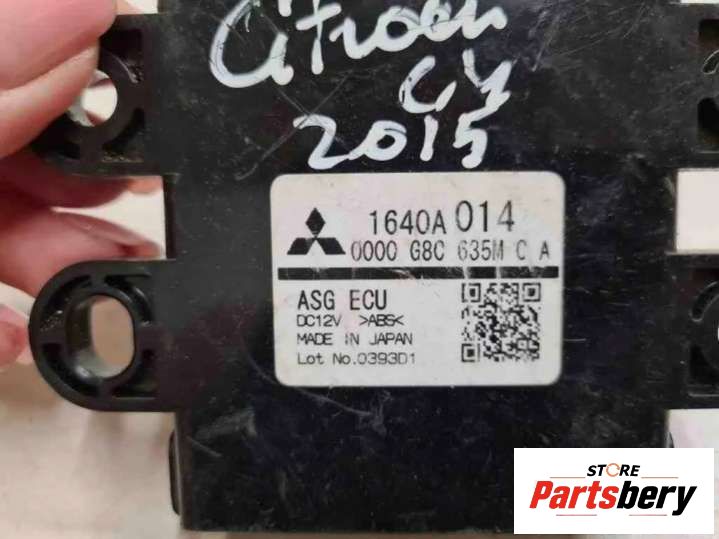 Citroen
C4
2015
1640A 014
0000 G8C 635M C A
ASG ECU
DC12V >ABS<
MADE IN JAPAN
Lot No.0393D1
STORE
Partsbery